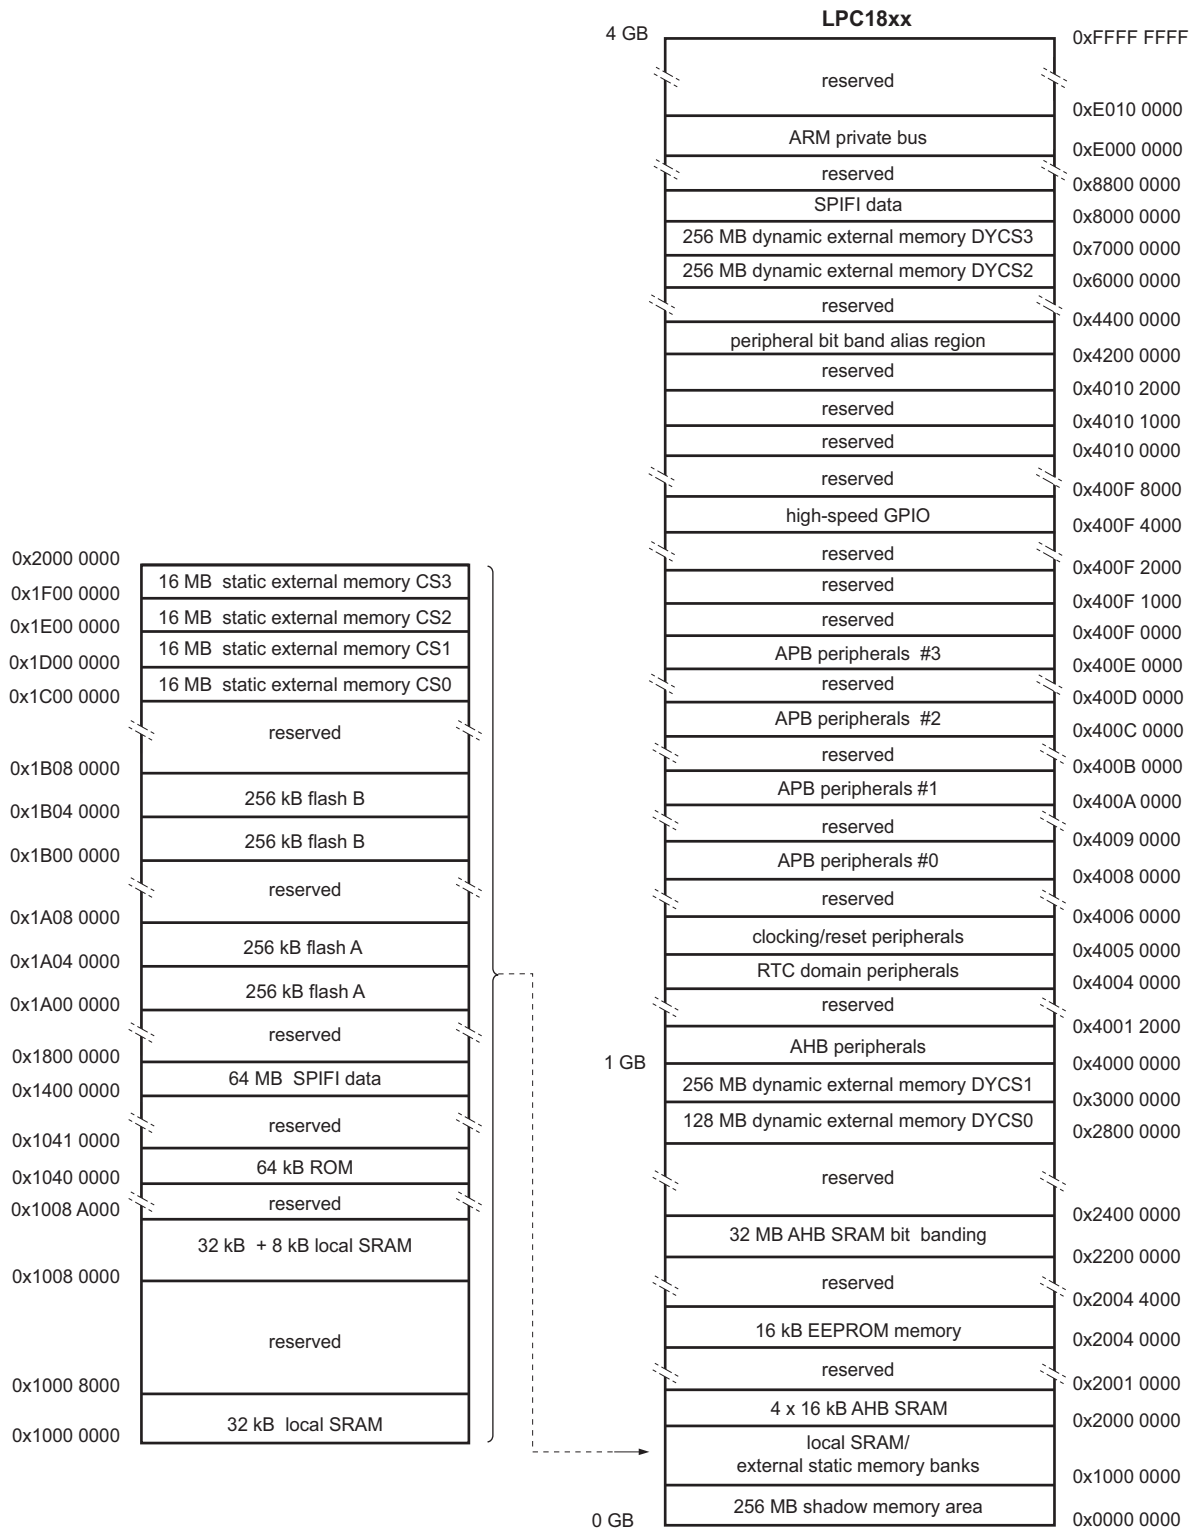 LPC18xx
4 GB
0xFFFF FFFF
reserved
0xE010 0000
ARM private bus
0xE000 0000
reserved
0x8800 0000
SPIFI data
0x8000 0000
256 MB dynamic external memory DYCS3
0x7000 0000
256 MB dynamic external memory DYCS2
0x6000 0000
reserved
0x4400 0000
peripheral bit band alias region
0x4200 0000
reserved
0x4010 2000
reserved
0x4010 1000
reserved
0x4010 0000
reserved
0x400F 8000
high-speed GPIO
0x400F 4000
reserved
0x400F 2000
reserved
0x400F 1000
reserved
0x400F 0000
APB peripherals #3
0x400E 0000
reserved
0x400D 0000
APB peripherals #2
0x400C 0000
reserved
0x400B 0000
APB peripherals #1
0x400A 0000
reserved
0x4009 0000
APB peripherals #0
0x4008 0000
reserved
0x4006 0000
clocking/reset peripherals
0x4005 0000
RTC domain peripherals
0x4004 0000
reserved
0x4001 2000
AHB peripherals
1 GB
0x4000 0000
256 MB dynamic external memory DYCS1
0x3000 0000
128 MB dynamic external memory DYCS0
0x2800 0000
reserved
0x2400 0000
32 MB AHB SRAM bit banding
0x2200 0000
reserved
0x2004 4000
16 kB EEPROM memory
0x2004 0000
reserved
0x2001 0000
4 x 16 kB AHB SRAM
0x2000 0000
local SRAM/
external static memory banks
0x1000 0000
256 MB shadow memory area
0 GB
0x0000 0000
0x2000 0000
16 MB static external memory CS3
0x1F00 0000
16 MB static external memory CS2
0x1E00 0000
16 MB static external memory CS1
0x1D00 0000
16 MB static external memory CS0
0x1C00 0000
reserved
0x1B08 0000
256 kB flash B
0x1B04 0000
256 kB flash B
0x1B00 0000
reserved
0x1A08 0000
256 kB flash A
0x1A04 0000
256 kB flash A
0x1A00 0000
reserved
0x1800 0000
64 MB SPIFI data
0x1400 0000
reserved
0x1041 0000
64 kB ROM
0x1040 0000
reserved
0x1008 A000
32 kB + 8 kB local SRAM
0x1008 0000
reserved
0x1000 8000
32 kB local SRAM
0x1000 0000